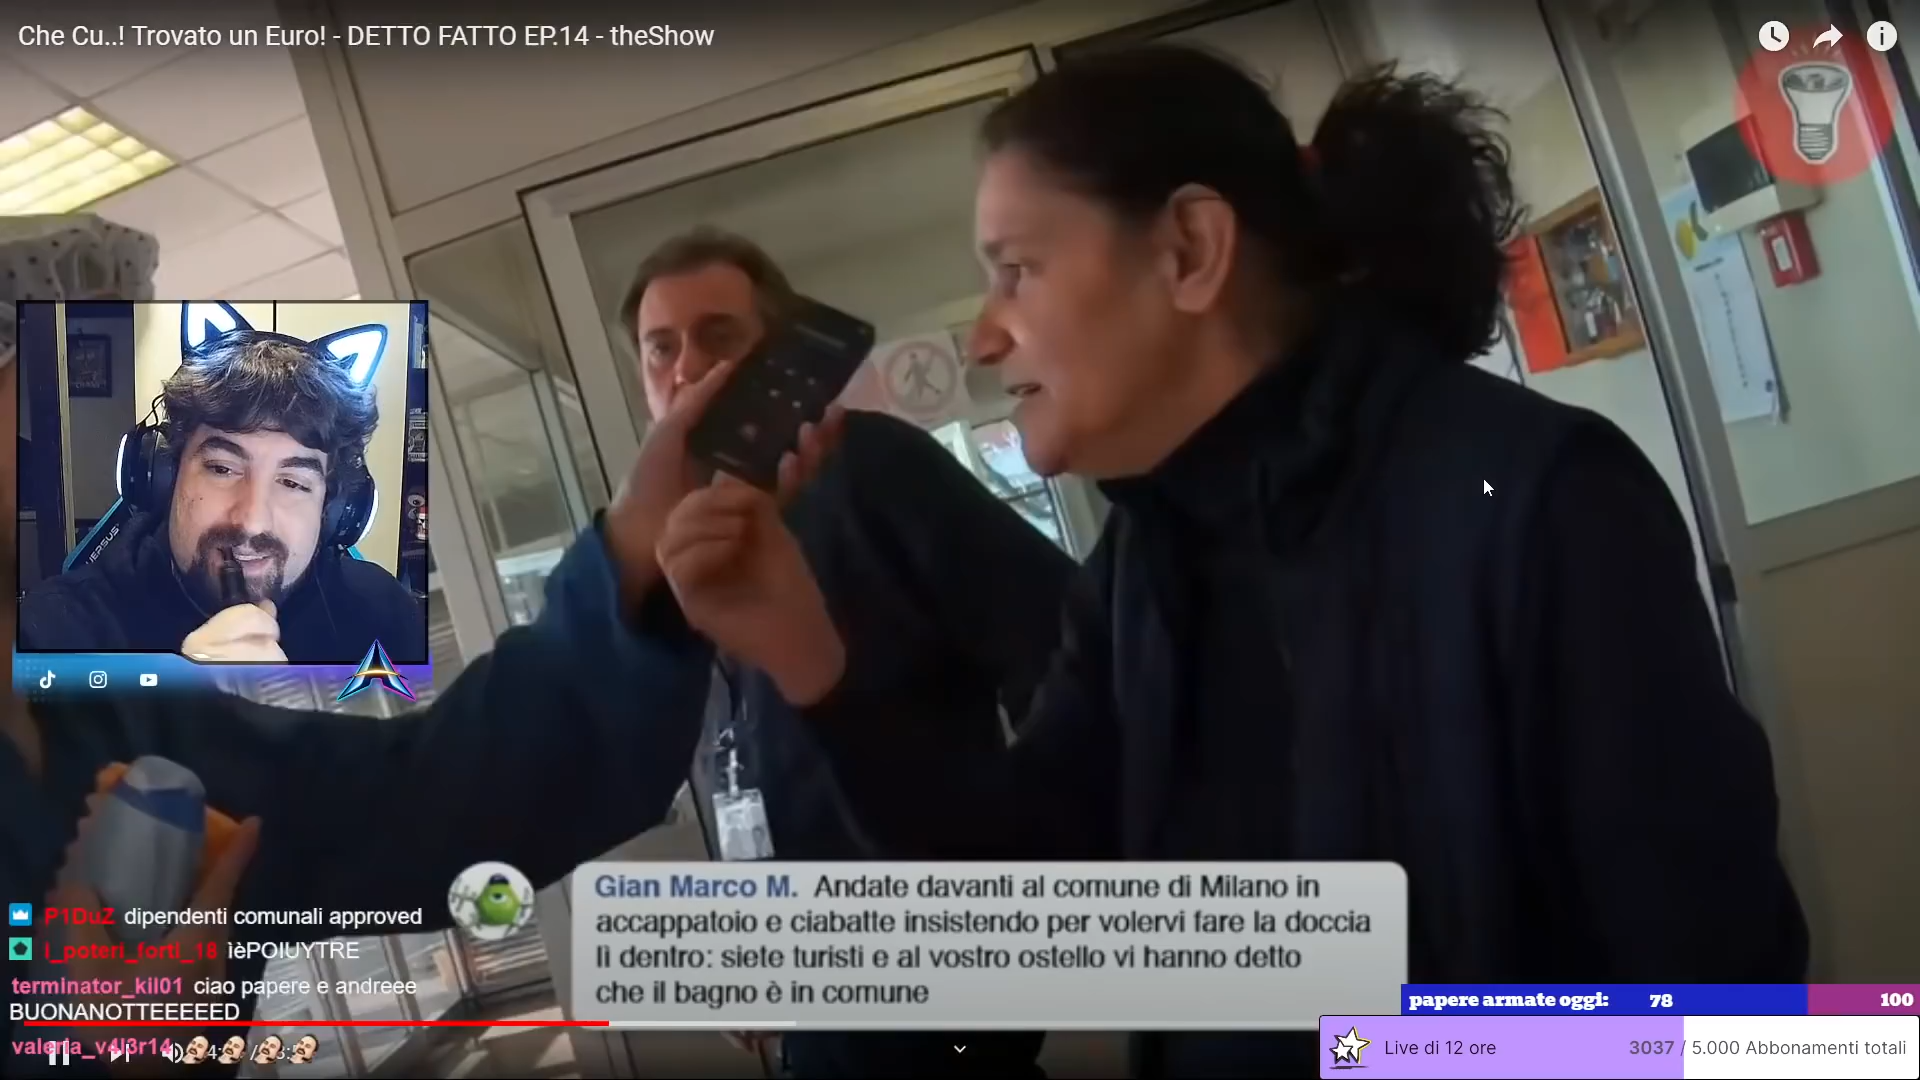 Che Cu..! Trovato un Euro! - DETTO FATTO EP.14 - theShow
VERSUS
Gian Marco M. Andate davanti al comune di Milano in
accappatoio e ciabatte insistendo per volervi fare la doccia
lì dentro: siete turisti e al vostro ostello vi hanno detto
che il bagno è in comune
P1DuZ dipendenti comunali approved
i_poteri_forti_18 ìèPOIUYTRE
terminator_kil01 ciao papere e andreee
BUONANOTTEEEEED
valeria_v4l3r14
papere armate oggi: 78 100
Live di 12 ore 3037 / 5.000 Abbonamenti totali